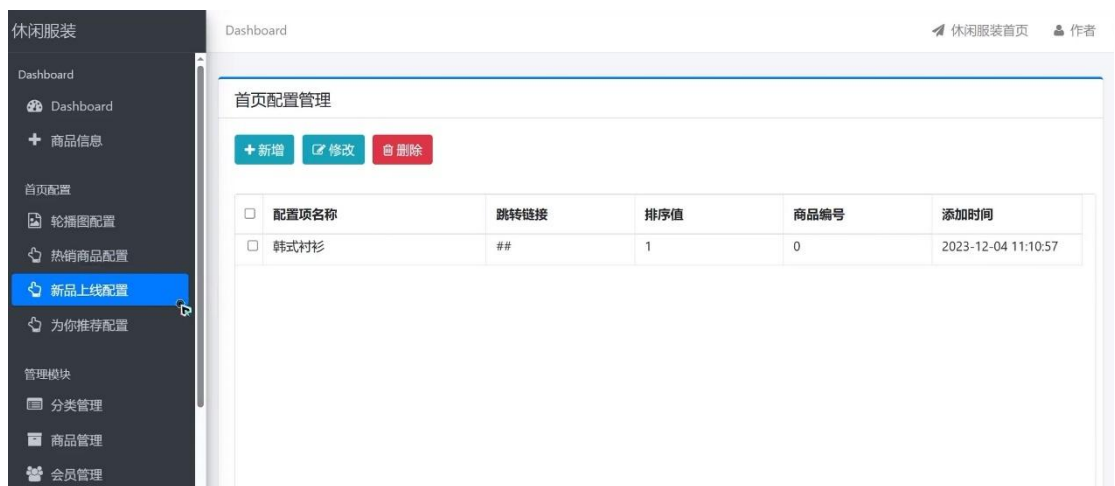 休闲服装
Dashboard
休闲服装首页
作者
Dashboard
Dashboard
商品信息
首页配置
轮播图配置
热销商品配置
新品上线配置
为你推荐配置
管理模块
分类管理
商品管理
会员管理
首页配置管理
新增 修改 删除
配置项名称 跳转链接 排序值 商品编号 添加时间
韩式衬衫 ## 1 0 2023-12-04 11:10:57